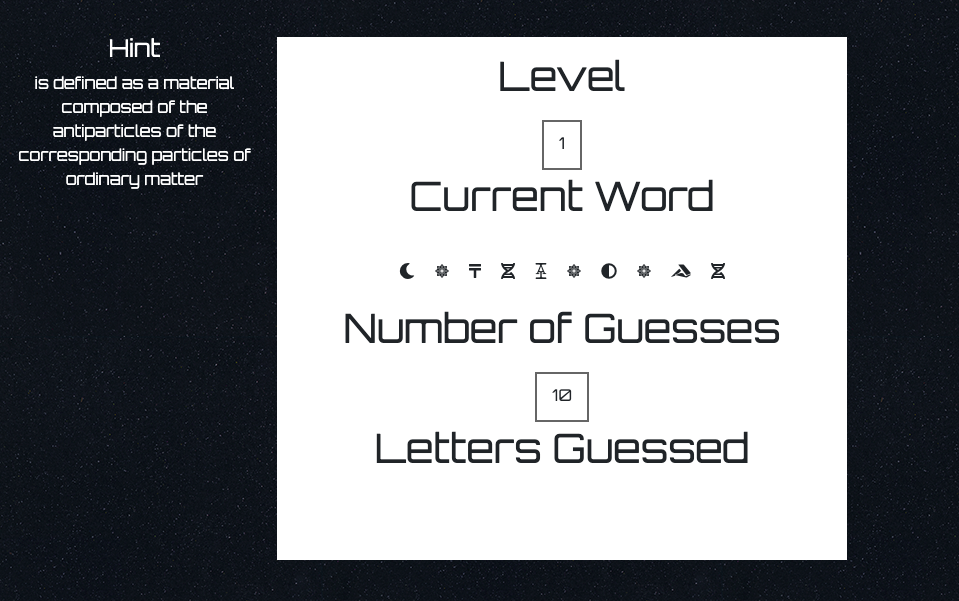 Hint
is defined as a material
composed of the
antiparticles of the
corresponding particles of
ordinary matter
Level
1
Current Word
Number of Guesses
10
Letters Guessed